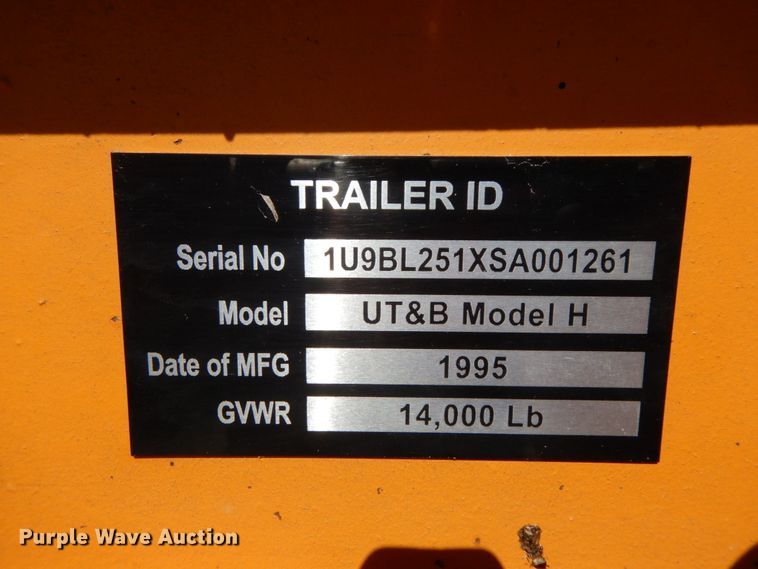 TRAILER ID
Serial No 1U9BL251XSA001261
Model UT&B Model H
Date of MFG 1995
GVWR 14,000 Lb
Purple Wave Auction